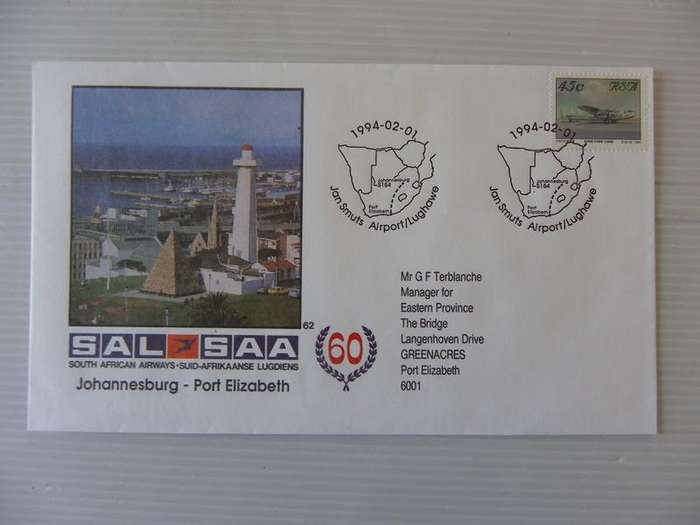 45c RSA
1994-02-01
Johannesburg
S184
Port
Elizabeth
Jan Smuts Airport/Lughawe
1994-02-01
Johannesburg
S184
Port
Elizabeth
Jan Smuts Airport/Lughawe
Mr G F Terblanche
Manager for
Eastern Province
The Bridge
Langenhoven Drive
GREENACRES
Port Elizabeth
6001
62
SAL SAA
60
SOUTH AFRICAN AIRWAYS•SUID-AFRIKAANSE LUGDIENS
Johannesburg - Port Elizabeth